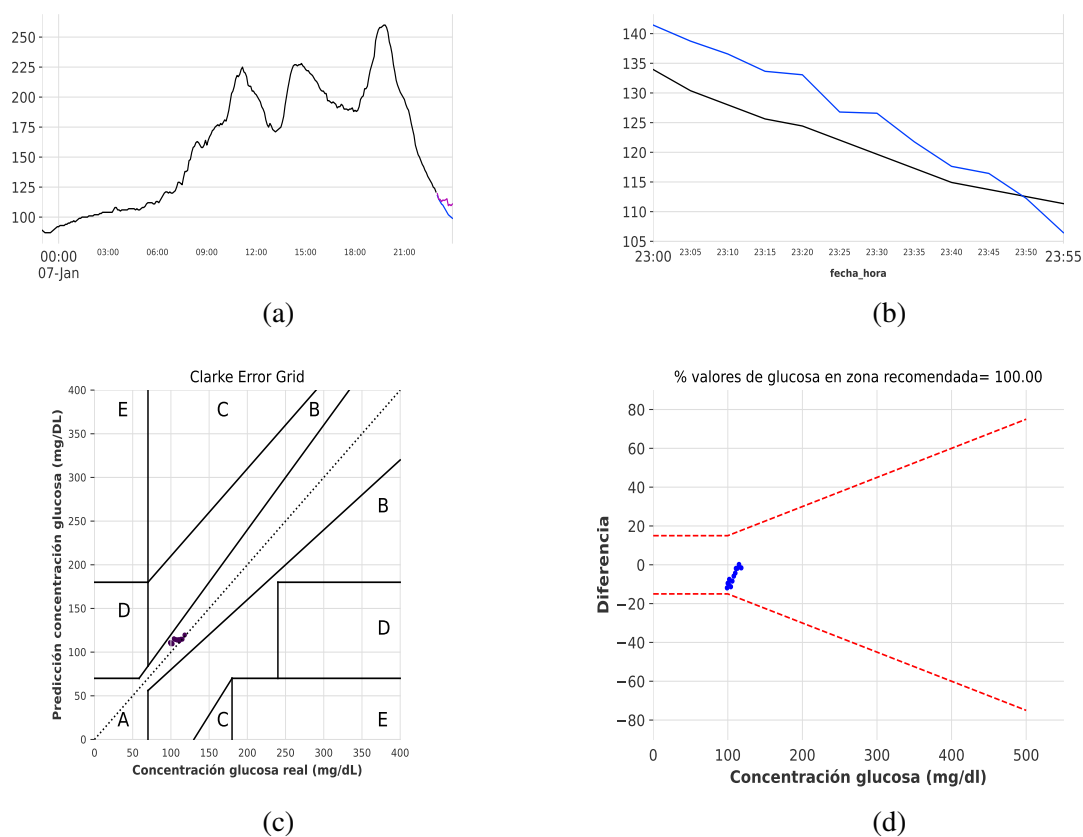 250
225
200
175
150
125
100
00:00 03:00 06:00 09:00 12:00 15:00 18:00 21:00
07-Jan
(a)
140
135
130
125
120
115
110
105
23:00 23:05 23:10 23:15 23:20 23:25 23:30 23:35 23:40 23:45 23:50 23:55
fecha_hora
(b)
Clarke Error Grid
Predicción concentración glucosa (mg/DL)
400
350
300
250
200
150
100
50
0
E C B
B
D
D
A C E
0 50 100 150 200 250 300 350 400
Concentración glucosa real (mg/dL)
(c)
% valores de glucosa en zona recomendada= 100.00
Diferencia
80
60
40
20
0
−20
−40
−60
−80
0 100 200 300 400 500
Concentración glucosa (mg/dl)
(d)